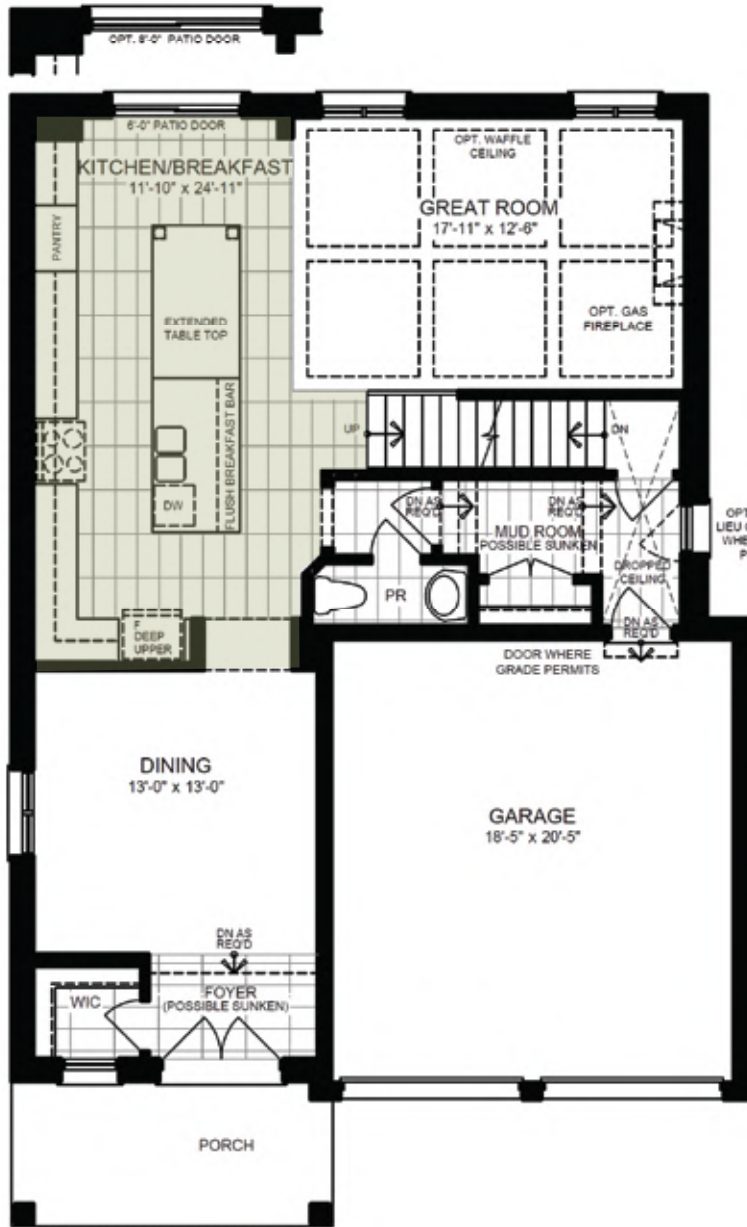 OPT. 8'-0" PATIO DOOR
6'-0" PATIO DOOR
KITCHEN/BREAKFAST
11'-10" x 24'-11"
OPT. WAFFLE
CEILING
GREAT ROOM
17'-11" x 12'-6"
PANTRY
OPT. GAS
FIREPLACE
EXTENDED
TABLE TOP
FLUSH BREAKFAST BAR
UP
DN
DW
DN AS
REQ'D
DN AS
REQ'D
MUD ROOM
POSSIBLE SUNKEN
OPT
LIEU
WHE
P
DROPPED
CEILING
PR
F
DEEP
UPPER
DN AS
REQ'D
DOOR WHERE
GRADE PERMITS
DINING
13'-0" x 13'-0"
GARAGE
18'-5" x 20'-5"
DN AS
REQ'D
WIC
FOYER
(POSSIBLE SUNKEN)
PORCH